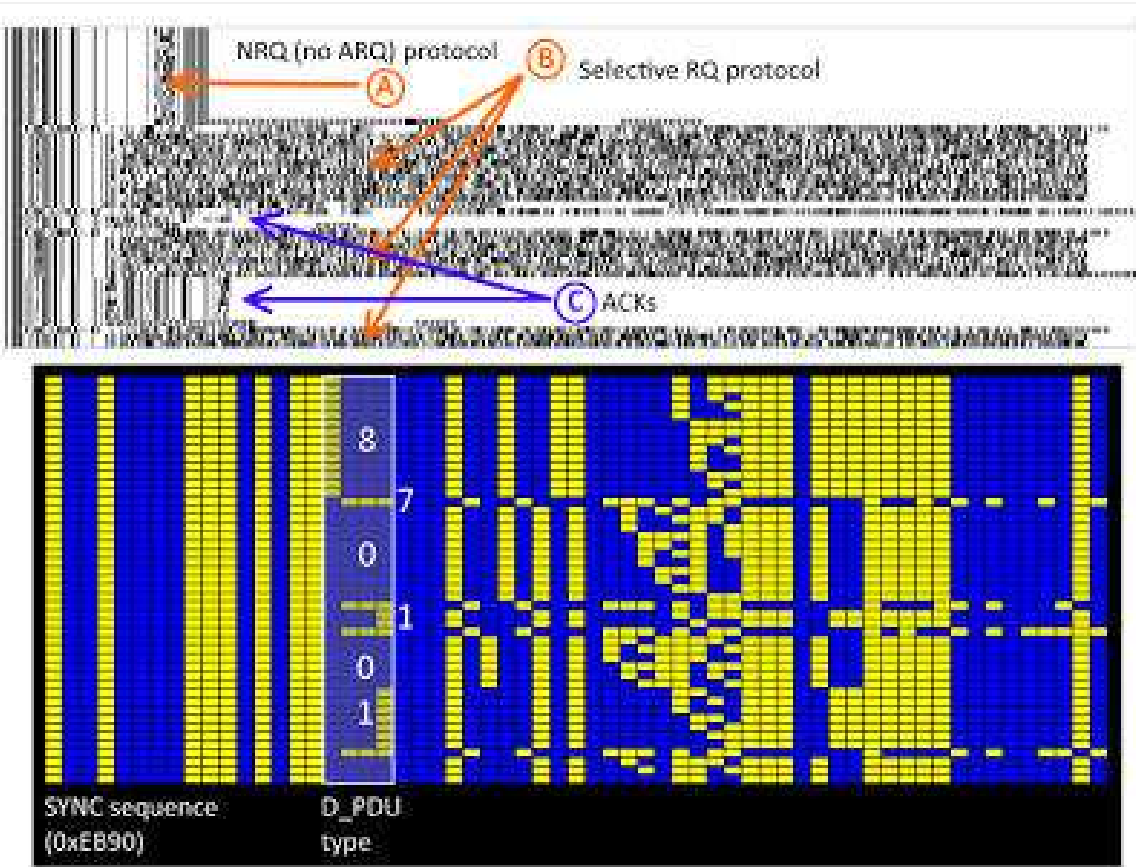 NRQ (no ARQ) protocol
A
B
Selective RQ protocol
C ACKs
8
7
0
1
0
1
SYNC sequence
(0xEB90)
D_PDU
type